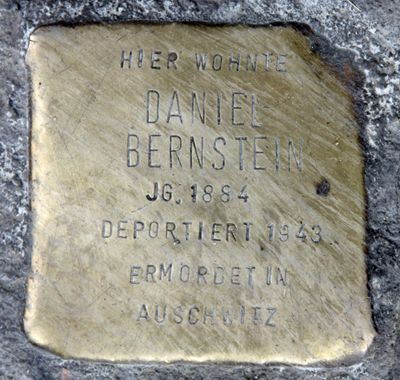 HIER WOHNTE
DANIEL
BERNSTEIN
JG. 1884
DEPORTIERT 1943
ERMORDET IN
AUSCHWITZ